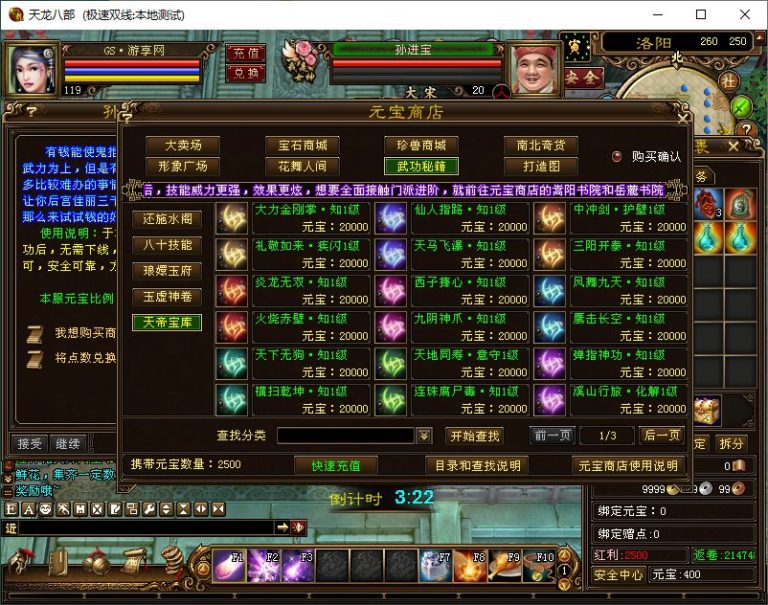 天龙八部 (极速双线:本地测试)
GS·游享网
充值
孙进宝
寅
洛阳
260 250
北
119
兑换
大宋
20
安全
社
元宝商店
大卖场
宝石商城
珍兽商城
南北奇货
形象广场
花舞人间
武功秘籍
打造图
购买确认
后，技能威力更强，效果更炫，想要全面接触门派进阶，就前往元宝商店的嵩阳书院和岳麓书院
有钱能使鬼推
武力为上，但是有
多比较难办的事情
让你后宫佳丽三千
那么来试试钱的好
使用说明：于
功后，无需下线，
可，安全可靠，方
本服元宝比例
我想购买商
将点数兑换
还施水阁
八十技能
琅嬛玉府
玉虚神卷
天帝宝库
大力金刚掌·知1级
元宝：20000
仙人指路·知1级
元宝：20000
中冲剑·护壁1级
元宝：20000
礼敬如来·疾闪1级
元宝：20000
天马飞瀑·知1级
元宝：20000
三阳开泰·知1级
元宝：20000
炎龙无双·知1级
元宝：20000
西子捧心·知1级
元宝：20000
凤舞九天·知1级
元宝：20000
火烧赤壁·知1级
元宝：20000
九阴神爪·知1级
元宝：20000
鹰击长空·知1级
元宝：20000
天下无狗·知1级
元宝：20000
天地同寿·意守1级
元宝：20000
弹指神功·知1级
元宝：20000
横扫乾坤·知1级
元宝：20000
连珠腐尸毒·知1级
元宝：20000
溪山行旅·化解1级
元宝：20000
查找分类
开始查找
前一页
1/3
后一页
携带元宝数量：2500
快速充值
目录和查找说明
元宝商店使用说明
接受
继续
务
3
定
拆分
0
9999
99
99
鲜花，集齐一定数
奖励哦~
倒计时 3:22
绑定元宝：0
绑定赠点：0
红利：2500
返卷：21474
安全中心
元宝：400
近
F1
F2
F3
F7
F8
F9
F10
1